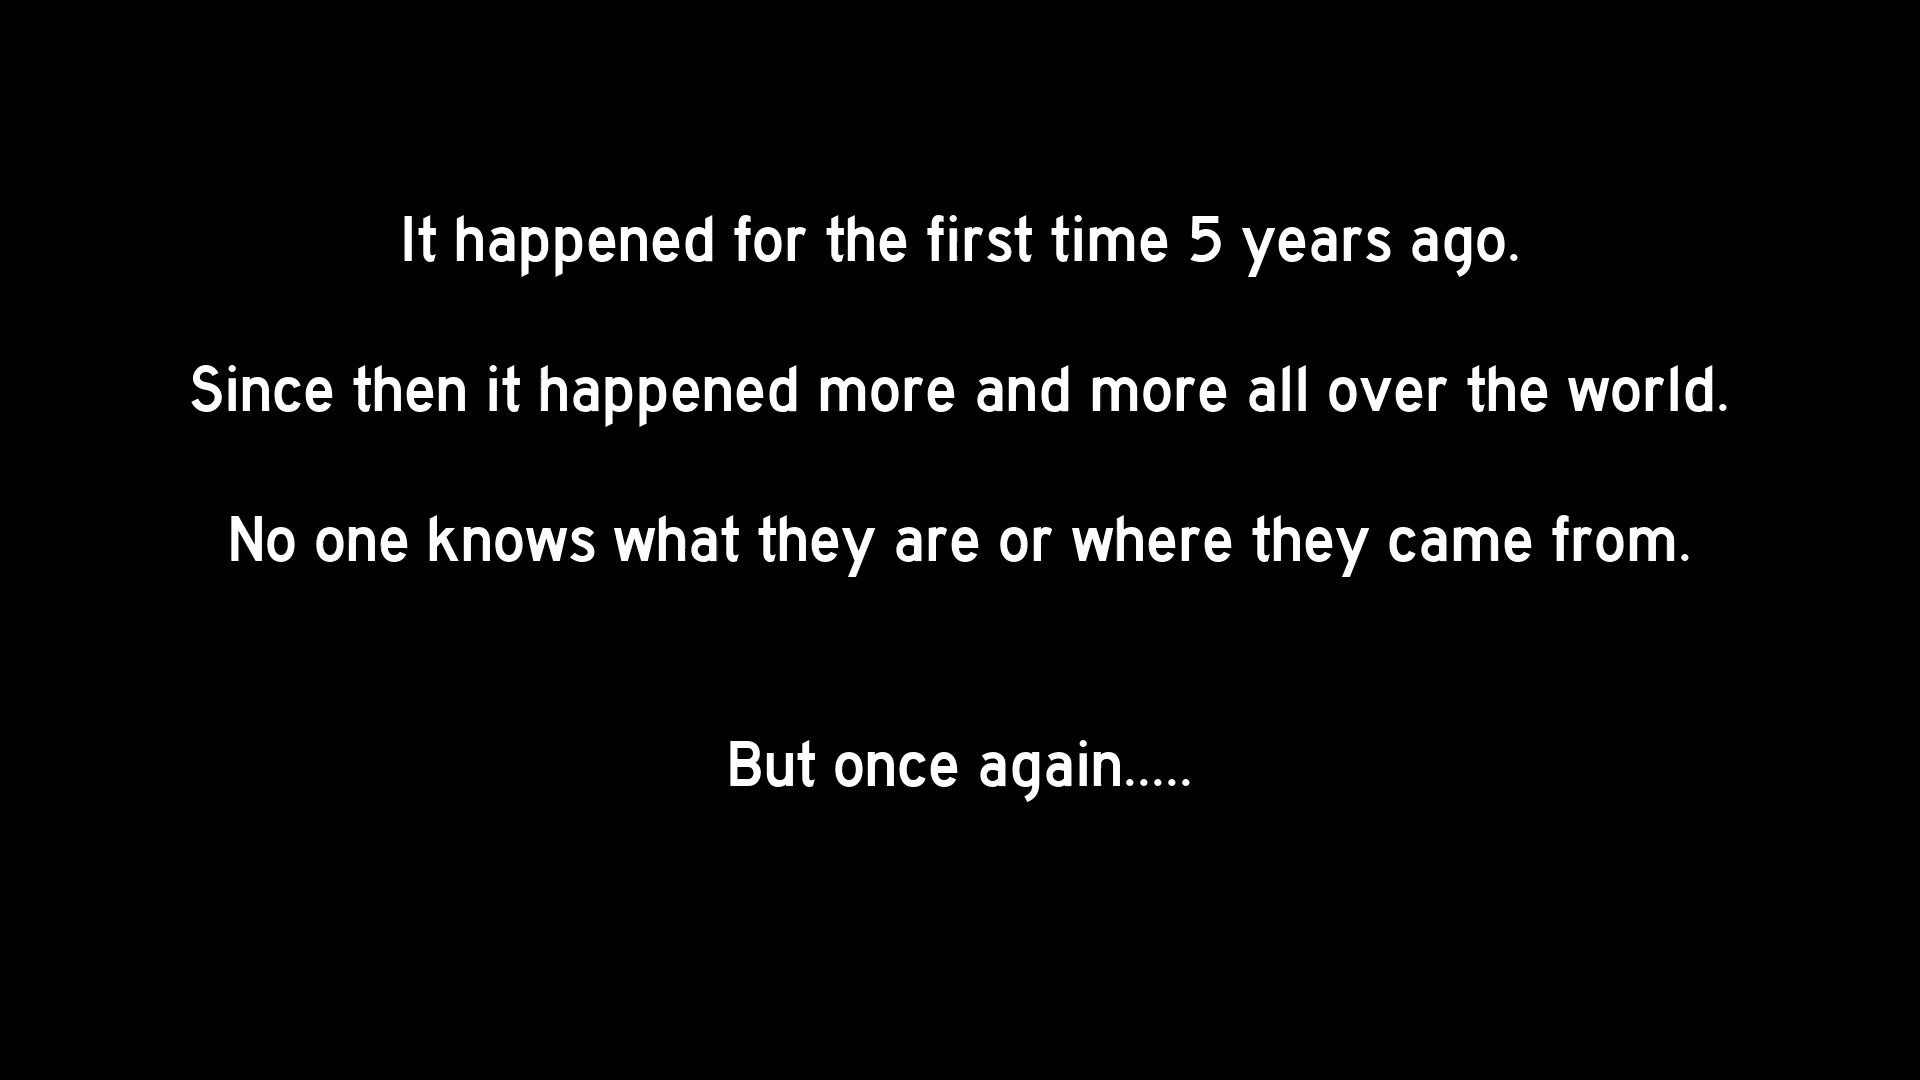 It happened for the first time 5 years ago.
Since then it happened more and more all over the world.
No one knows what they are or where they came from.
But once again.....